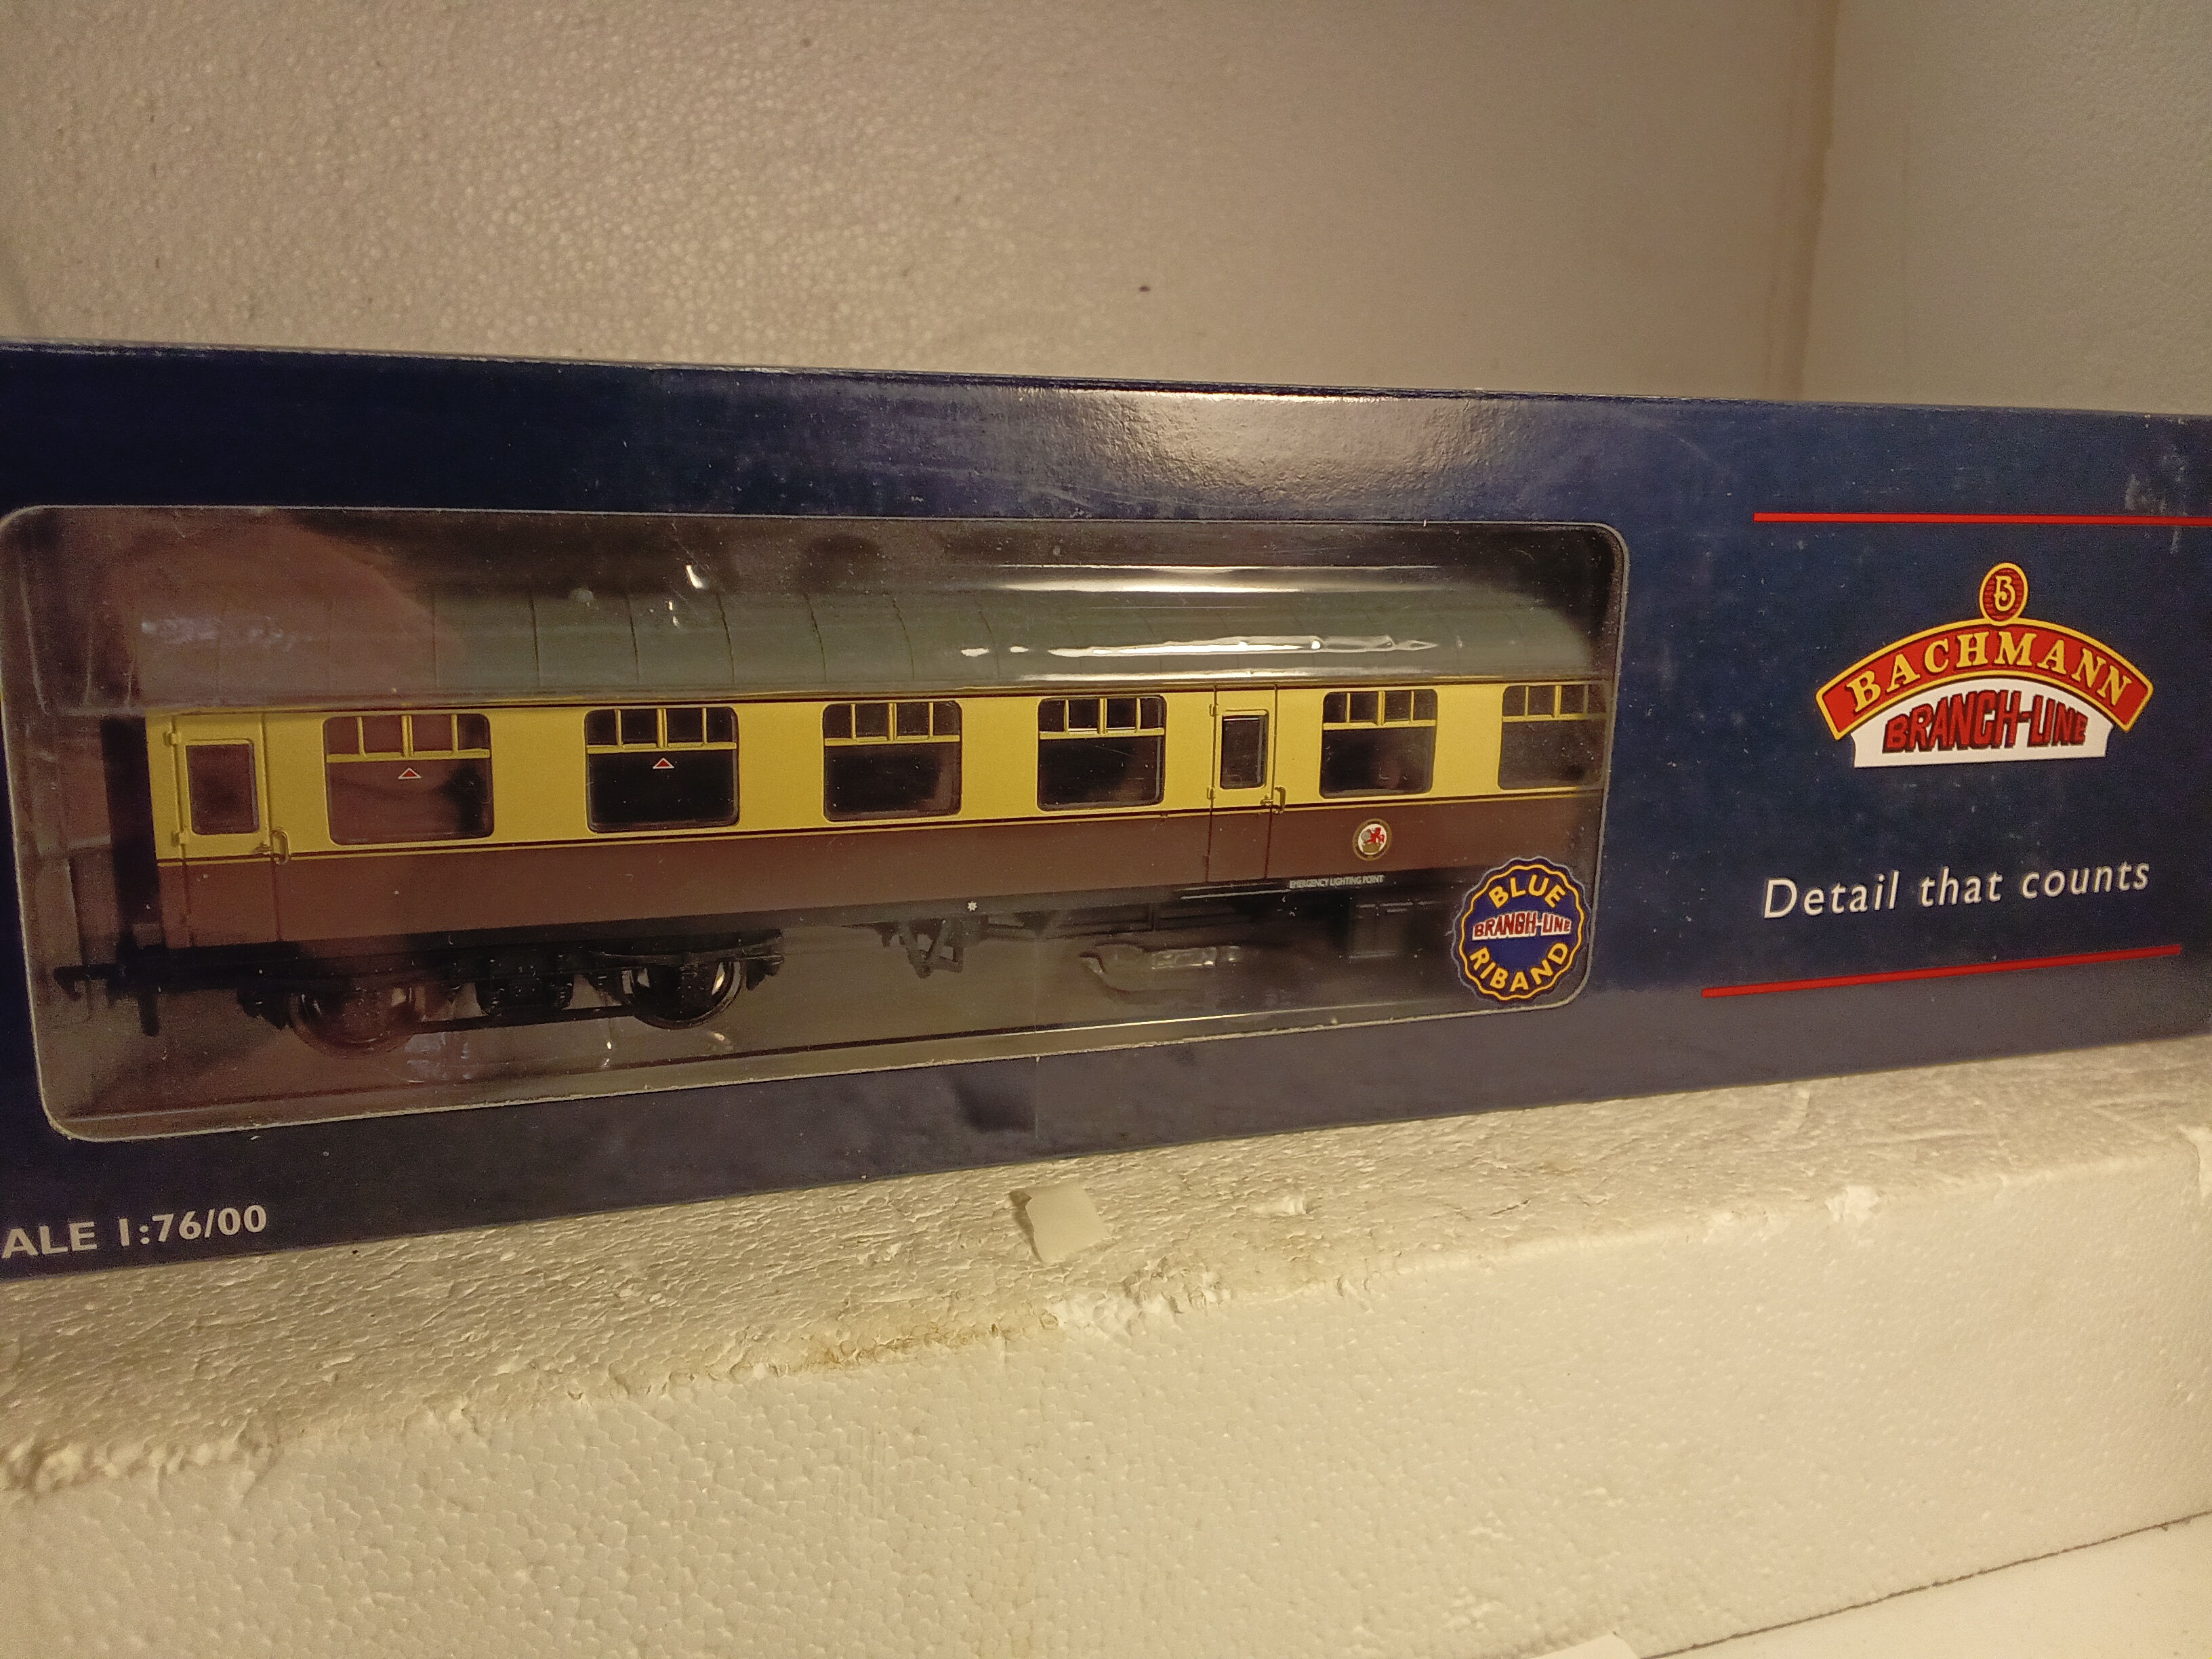 B
BACHMANN
BRANCH-LINE
Detail that counts
EMERGENCY LIGHTING POINT
BLUE
BRANCH-LINE
RIBAND
ALE 1:76/00